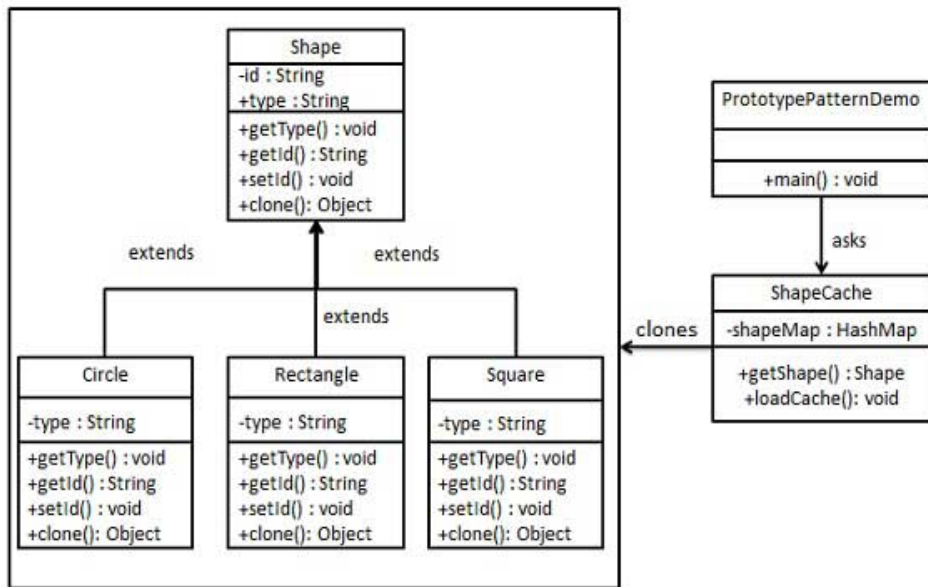 Shape
-id : String
+type : String
+getType() : void
+getId() : String
+setId() : void
+clone(): Object
extends
extends
extends
Circle
-type : String
+getType() : void
+getId() : String
+setId() : void
+clone(): Object
Rectangle
-type : String
+getType() : void
+getId() : String
+setId() : void
+clone(): Object
Square
-type : String
+getType() : void
+getId() : String
+setId() : void
+clone(): Object
PrototypePatternDemo
+main() : void
asks
ShapeCache
-shapeMap : HashMap
+getShape() : Shape
+loadCache(): void
clones